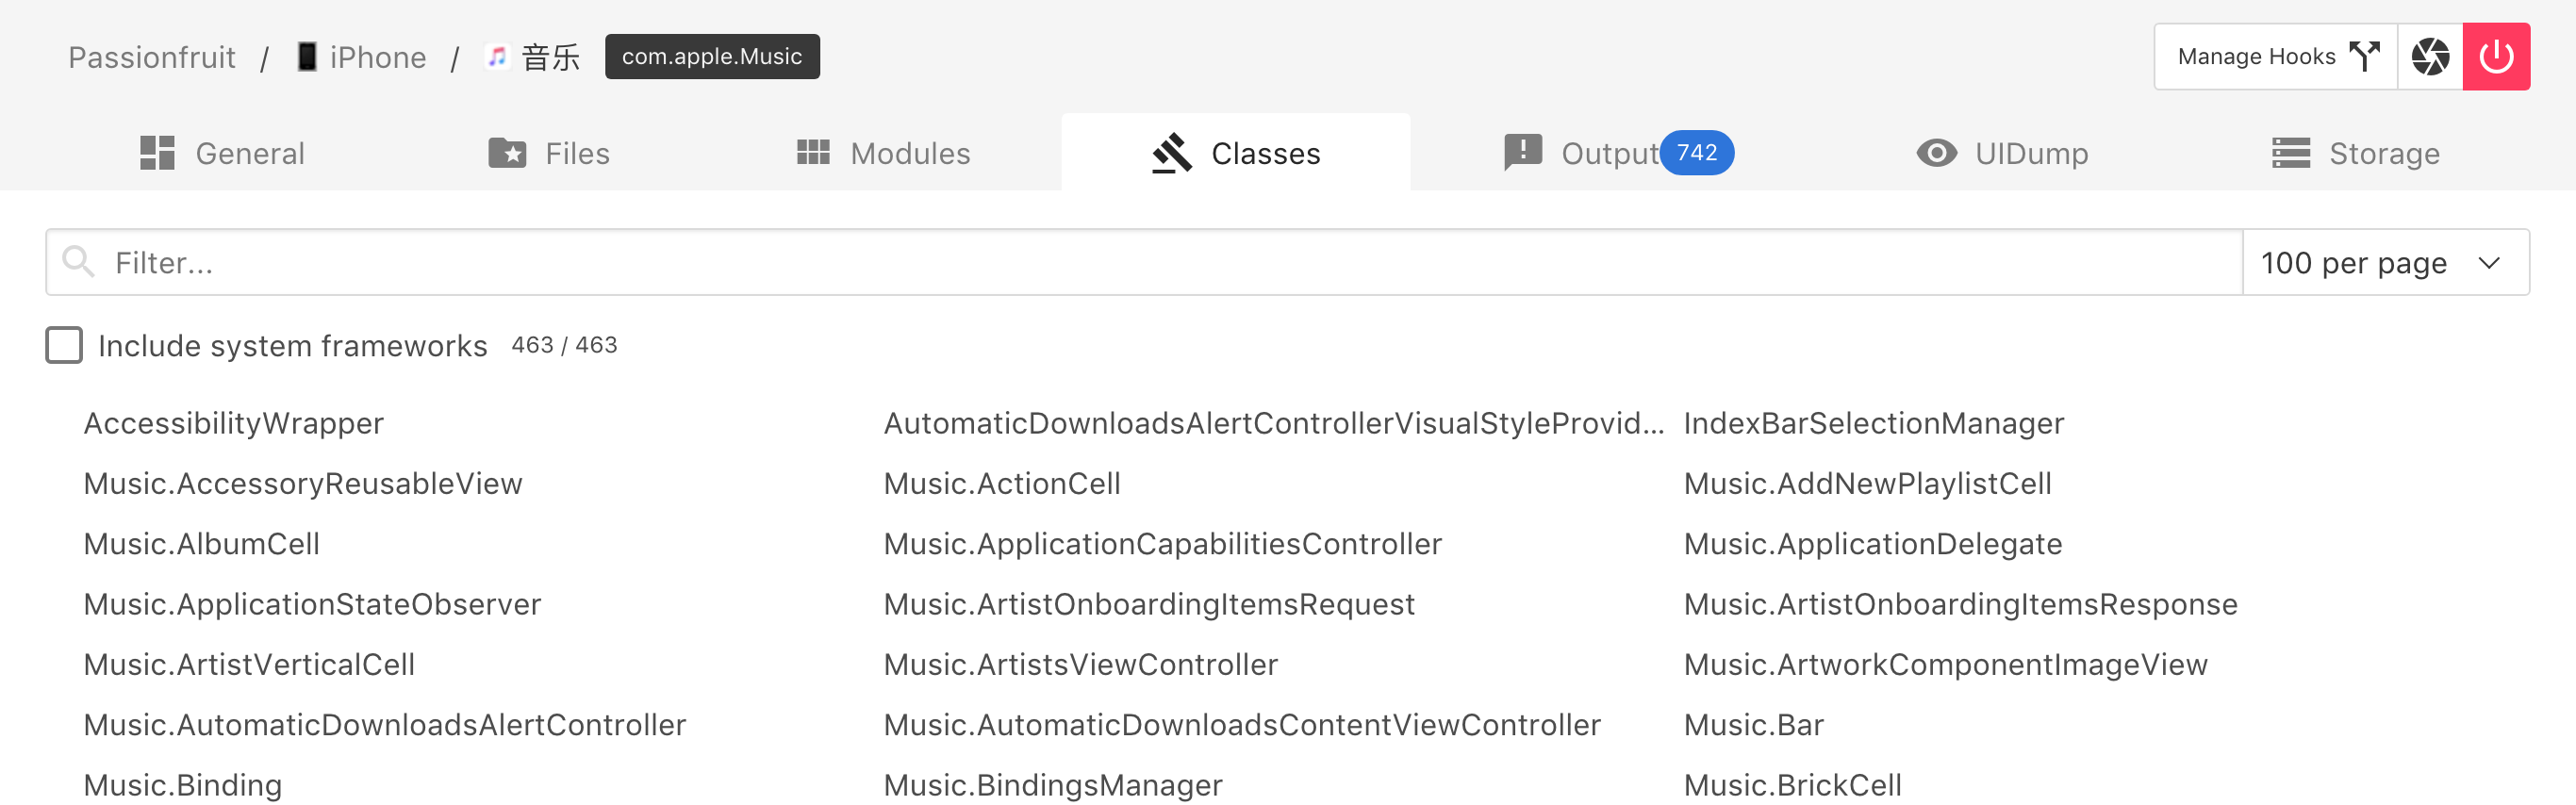 Passionfruit / iPhone / 音乐 com.apple.Music Manage Hooks
General Files Modules Classes Output 742 UIDump Storage
Filter... 100 per page
Include system frameworks 463 / 463
AccessibilityWrapper AutomaticDownloadsAlertControllerVisualStyleProvid... IndexBarSelectionManager
Music.AccessoryReusableView Music.ActionCell Music.AddNewPlaylistCell
Music.AlbumCell Music.ApplicationCapabilitiesController Music.ApplicationDelegate
Music.ApplicationStateObserver Music.ArtistOnboardingItemsRequest Music.ArtistOnboardingItemsResponse
Music.ArtistVerticalCell Music.ArtistsViewController Music.ArtworkComponentImageView
Music.AutomaticDownloadsAlertController Music.AutomaticDownloadsContentViewController Music.Bar
Music.Binding Music.BindingsManager Music.BrickCell